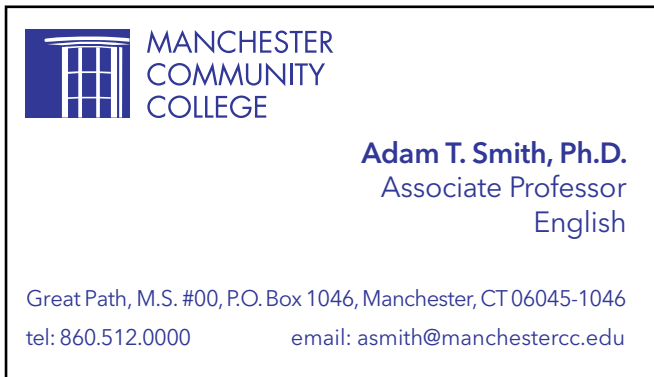 MANCHESTER
COMMUNITY
COLLEGE
Adam T. Smith, Ph.D.
Associate Professor
English
Great Path, M.S. #00, P.O. Box 1046, Manchester, CT 06045-1046
tel: 860.512.0000 email: asmith@manchestercc.edu